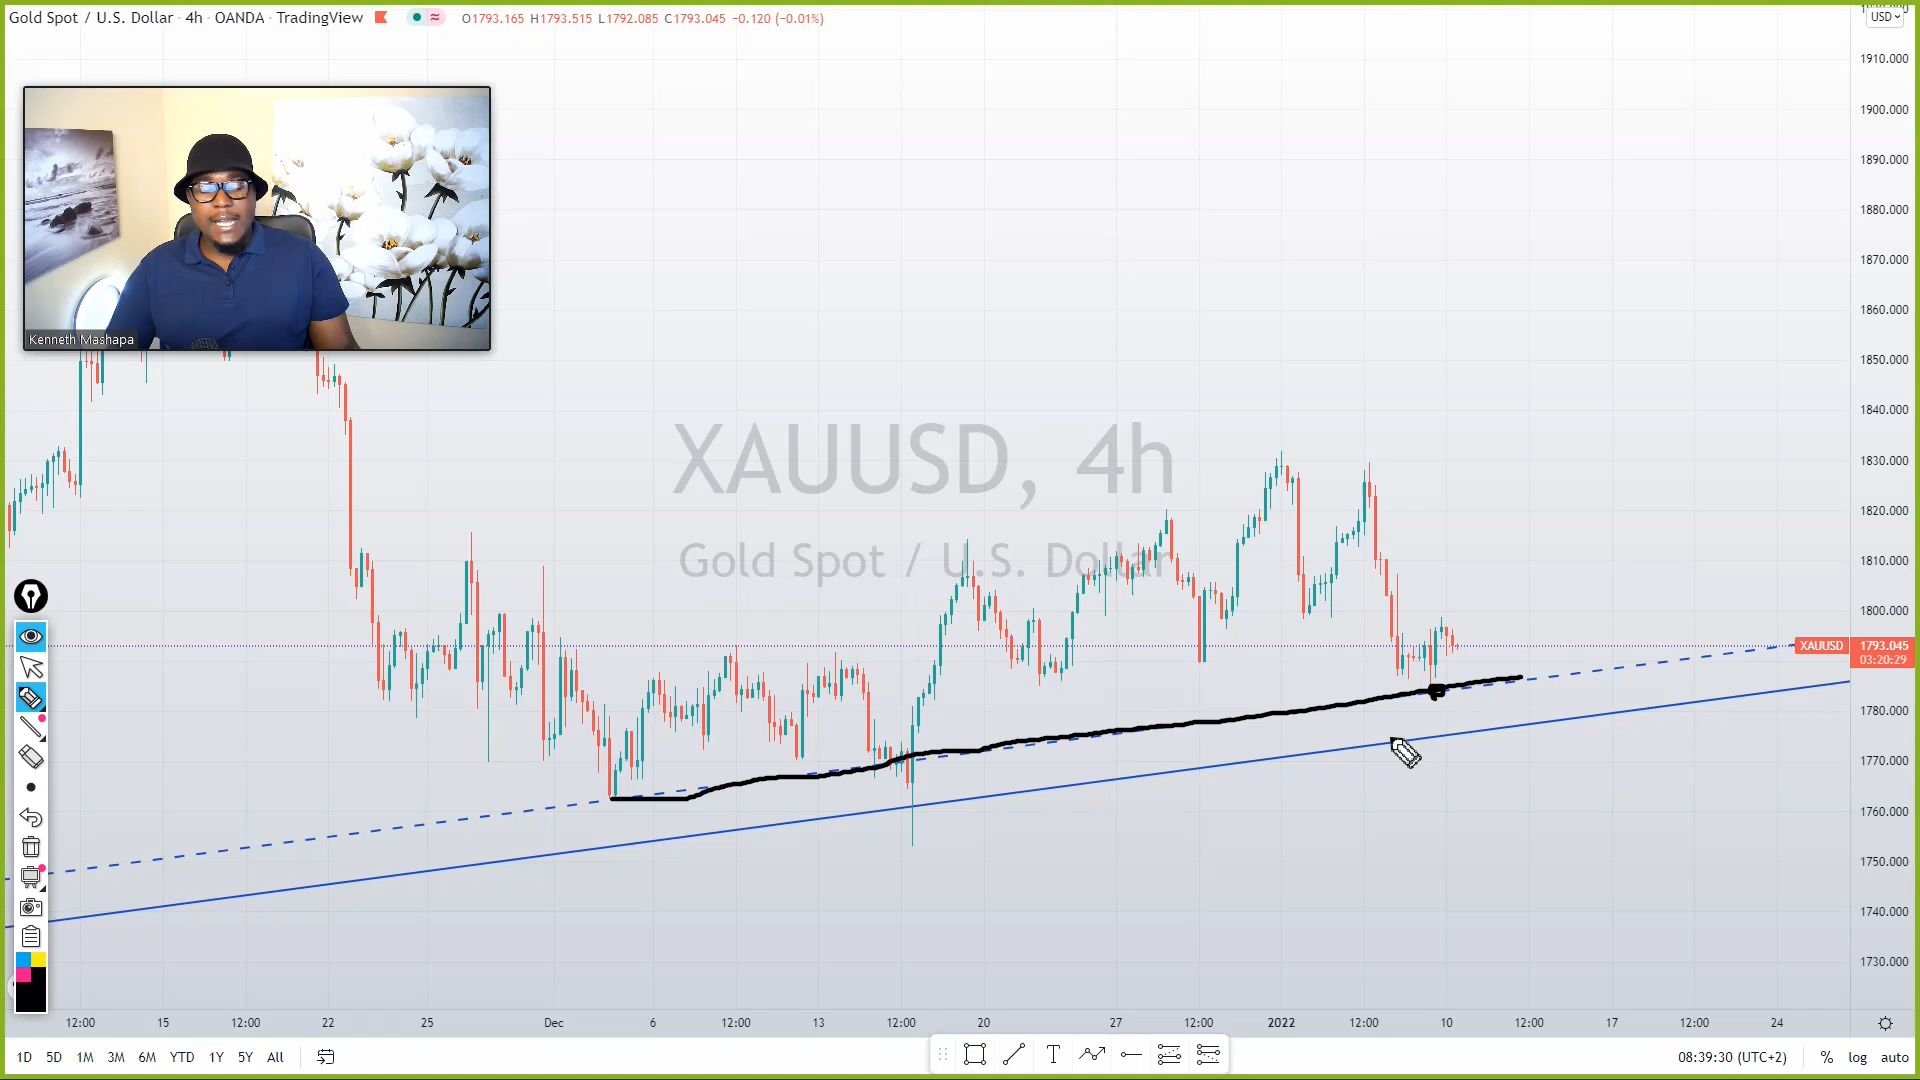 Gold Spot / U.S. Dollar · 4h · OANDA · TradingView
O1793.165 H1793.515 L1792.085 C1793.045 −0.120 (−0.01%)
USD
1910.000
1900.000
1890.000
1880.000
1870.000
1860.000
1850.000
1840.000
1830.000
1820.000
1810.000
1800.000
XAUUSD 1793.045
03:20:29
1780.000
1770.000
1760.000
1750.000
1740.000
1730.000
Kenneth Mashapa
XAUUSD, 4h
Gold Spot / U.S. Dollar
12:00 15 12:00 22 25 Dec 6 12:00 13 12:00 20 27 12:00 2022 12:00 10 12:00 17 12:00 24
1D 5D 1M 3M 6M YTD 1Y 5Y All
08:39:30 (UTC+2) % log auto